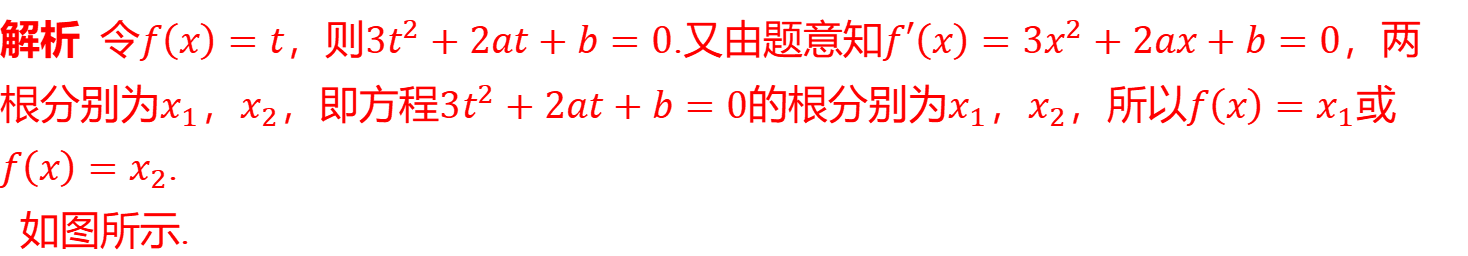 解析 令f(x) = t，则3t² + 2at + b = 0.又由题意知f′(x) = 3x² + 2ax + b = 0，两
根分别为x₁，x₂，即方程3t² + 2at + b = 0的根分别为x₁，x₂，所以f(x) = x₁或
f(x) = x₂.
如图所示.